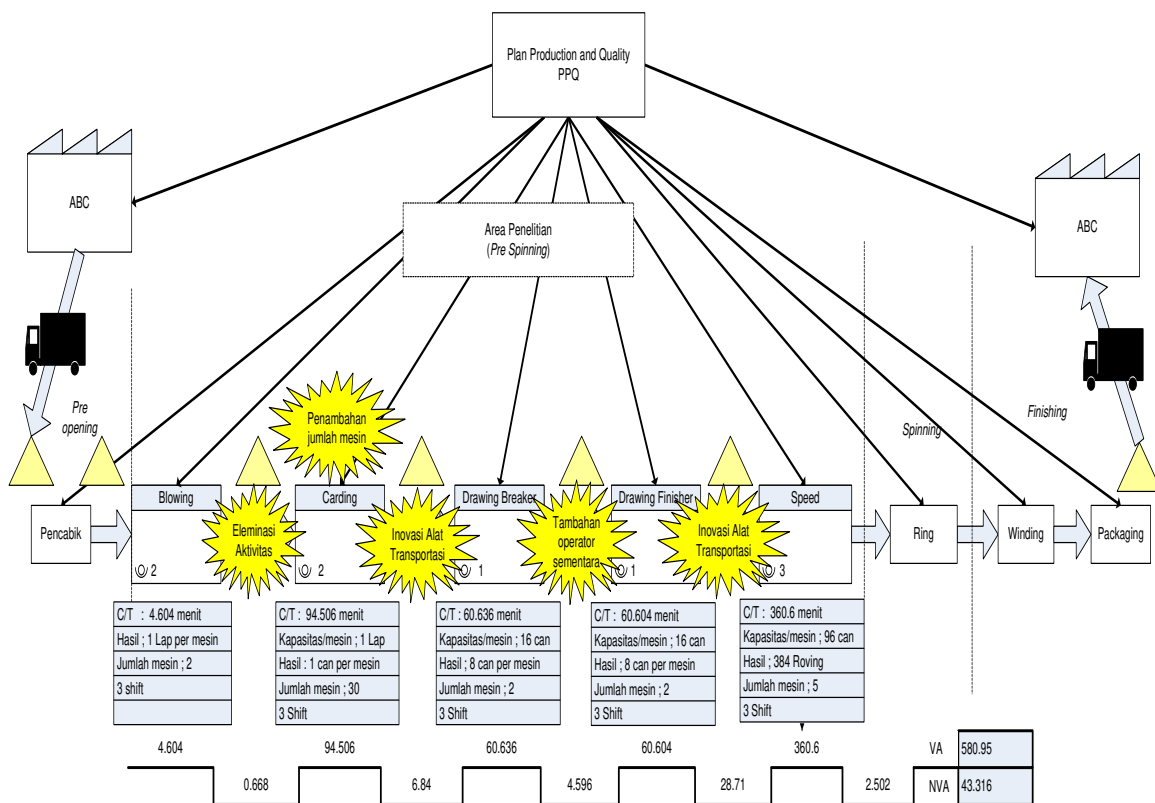 Plan Production and Quality
PPQ
ABC
ABC
Area Penelitian
(Pre Spinning)
Pre
opening
Spinning
Finishing
Penambahan
jumlah mesin
Pencabik
Blowing
2
Eleminasi
Aktivitas
Carding
2
Inovasi Alat
Transportasi
Drawing Breaker
1
Tambahan
operator
sementara
Drawing Finisher
1
Inovasi Alat
Transportasi
Speed
3
Ring
Winding
Packaging
C/T : 4.604 menit
Hasil ; 1 Lap per mesin
Jumlah mesin ; 2
3 shift
C/T : 94.506 menit
Kapasitas/mesin ; 1 Lap
Hasil : 1 can per mesin
Jumlah mesin ; 30
3 Shift
C/T : 60.636 menit
Kapasitas/mesin ; 16 can
Hasil ; 8 can per mesin
Jumlah mesin ; 2
3 Shift
C/T : 60.604 menit
Kapasitas/mesin ; 16 can
Hasil ; 8 can per mesin
Jumlah mesin ; 2
3 Shift
C/T : 360.6 menit
Kapasitas/mesin ; 96 can
Hasil ; 384 Roving
Jumlah mesin ; 5
3 Shift
4.604
94.506
60.636
60.604
360.6
VA
580.95
0.668
6.84
4.596
28.71
2.502
NVA
43.316